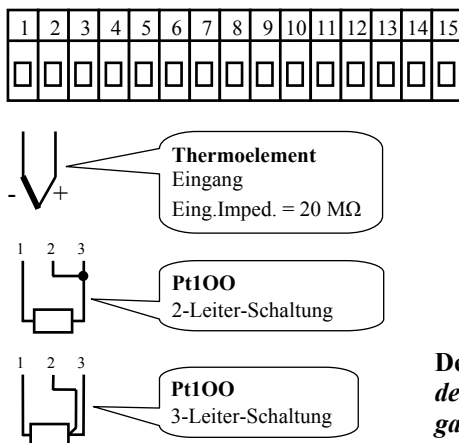 1 2 3 4 5 6 7 8 9 10 11 12 13 14 15
Thermoelement
Eingang
Eing.Imped. = 20 MΩ
- +
1 2 3
Pt1OO
2-Leiter-Schaltung
1 2 3
Pt1OO
3-Leiter-Schaltung